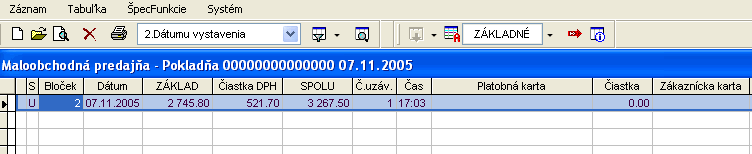 Záznam Tabuľka ŠpecFunkcie Systém
2.Dátumu vystavenia ZÁKLADNÉ
Maloobchodná predajňa - Pokladňa 00000000000000 07.11.2005
S Bloček Dátum ZÁKLAD Čiastka DPH SPOLU Č.uzáv. Čas Platobná karta Čiastka Zákaznícka karta
U 2 07.11.2005 2 745.80 521.70 3 267.50 1 17:03 0.00